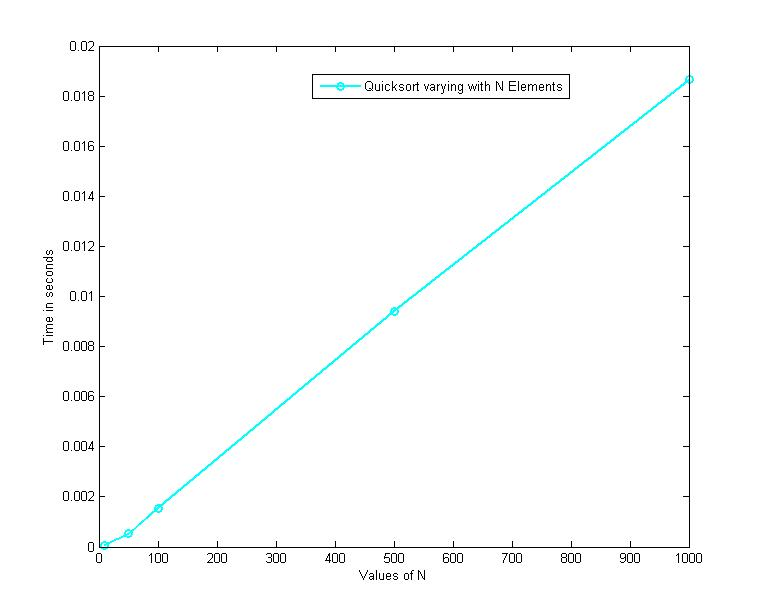 Quicksort varying with N Elements
0.02
0.018
0.016
0.014
0.012
0.01
0.008
0.006
0.004
0.002
0
Time in seconds
0 100 200 300 400 500 600 700 800 900 1000
Values of N